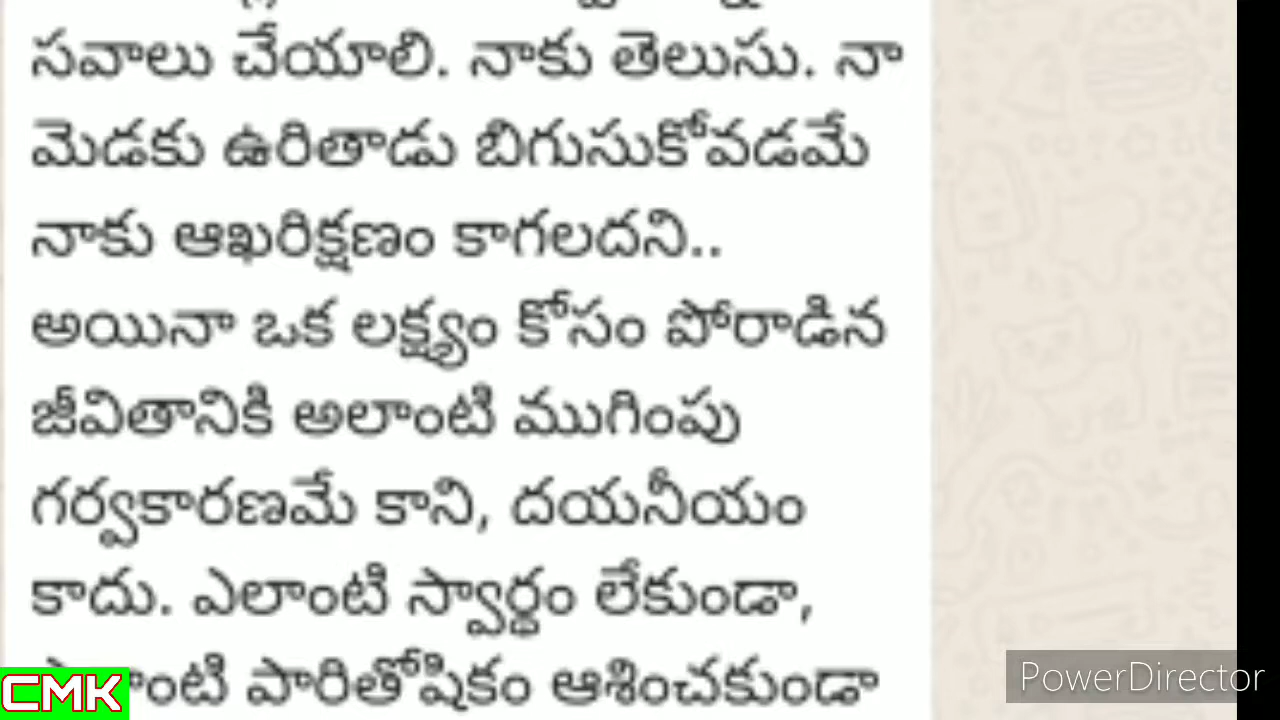 సవాలు చేయాలి. నాకు తెలుసు. నా
మెడకు ఉరితాడు బిగుసుకోవడమే
నాకు ఆఖరిక్షణం కాగలదని..
అయినా ఒక లక్ష్యం కోసం పోరాడిన
జీవితానికి అలాంటి ముగింపు
గర్వకారణమే కాని, దయనీయం
కాదు. ఎలాంటి స్వార్థం లేకుండా,
పారితోషికం ఆశించకుండా
CMK
PowerDirector